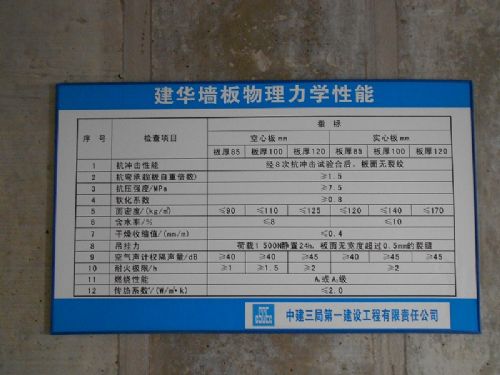 建华墙板物理力学性能
序号 检查项目 指标
空心板mm 实心板mm
板厚85 板厚100 板厚120 板厚85 板厚100 板厚120
1 抗冲击性能 经8次抗冲击试验合后，板面无裂纹
2 抗弯承超(板自重倍数) ≥1.5
3 抗压强度/MPa ≥7.5
4 软化系数 ≥0.8
5 面密度/(kg/m²) ≤90 ≤110 ≤125 ≤120 ≤140 ≤170
6 含水率/% ≤8 ≤10
7 干燥收缩值/(mm/m) ≤0.4
8 吊挂力 荷载1500N静置24h，板面无宽度超过0.5mm的裂缝
9 空气声计权隔声量/dB ≥40 ≥40 ≥45 ≥40 ≥45 ≥45
10 耐火极限/h ≥1 ≥1.5 ≥2 ≥2
11 燃烧性能 A₁或A₂级
12 传热系数/(W/m²·k) ≤2.0
中建三局第一建设工程有限责任公司